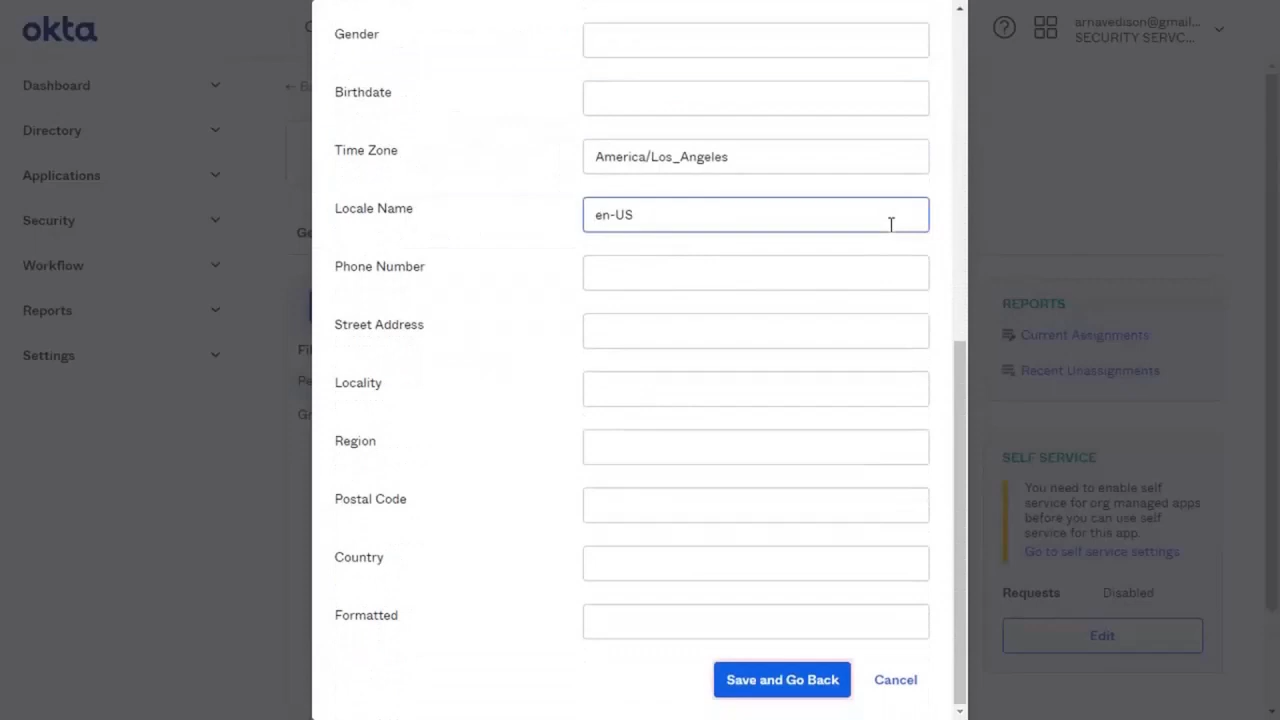 okta
arnavedison@gmail...
SECURITY SERVC...
Dashboard
Directory
Applications
Security
Workflow
Reports
Settings
Gender
Birthdate
Time Zone
America/Los_Angeles
Locale Name
en-US
Phone Number
Street Address
Locality
Region
Postal Code
Country
Formatted
Save and Go Back
Cancel
REPORTS
Current Assignments
Recent Unassignments
SELF SERVICE
You need to enable self
service for org managed apps
before you can use self
service for this app.
Go to self service settings
Requests Disabled
Edit